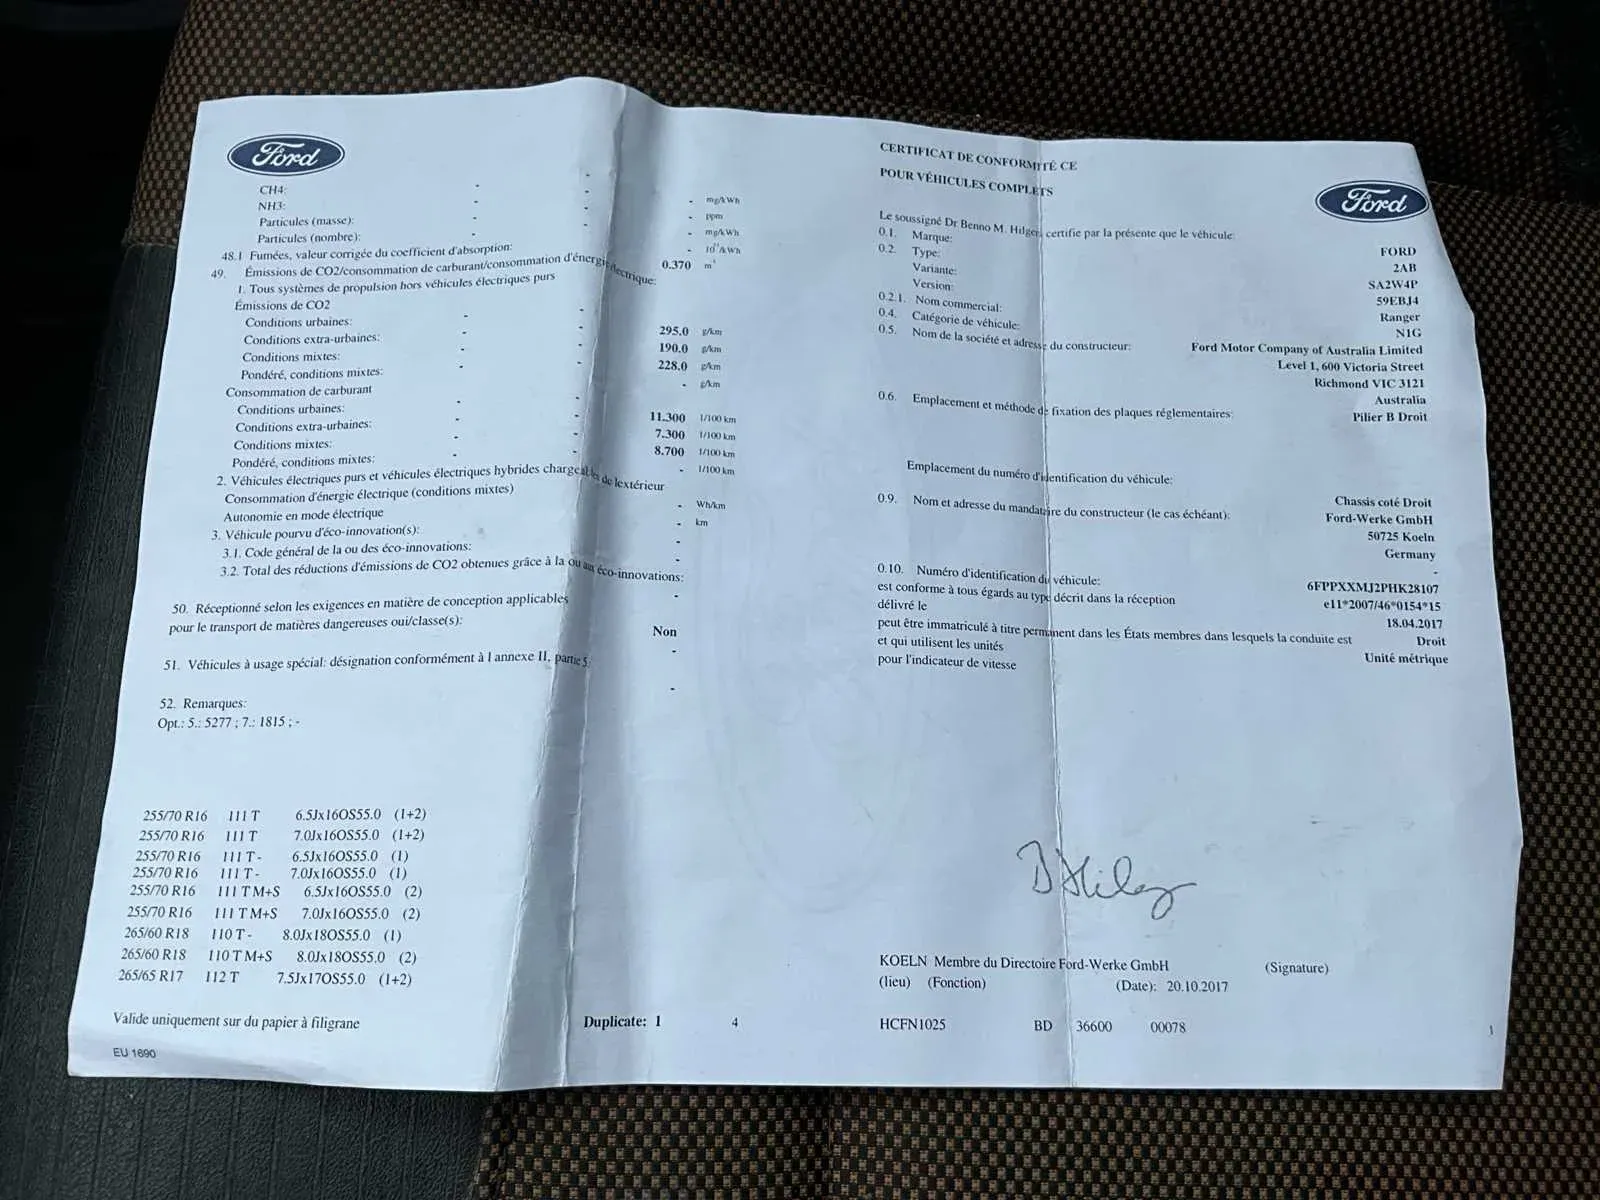 Ford
CH4: - - - mg/kWh
NH3: - - - ppm
Particules (masse): - - - mg/kWh
Particules (nombre): - - - 10¹¹/kWh
48.1 Fumées, valeur corrigée du coefficient d'absorption: 0.370 m⁻¹
49. Émissions de CO2/consommation de carburant/consommation d'énergie électrique:
1. Tous systèmes de propulsion hors véhicules électriques purs
Émissions de CO2
Conditions urbaines: - - 295.0 g/km
Conditions extra-urbaines: - - 190.0 g/km
Conditions mixtes: - - 228.0 g/km
Pondéré, conditions mixtes: - - - g/km
Consommation de carburant
Conditions urbaines: - - 11.300 l/100 km
Conditions extra-urbaines: - - 7.300 l/100 km
Conditions mixtes: - - 8.700 l/100 km
Pondéré, conditions mixtes: - l/100 km
2. Véhicules électriques purs et véhicules électriques hybrides chargeables de lextérieur
Consommation d'énergie électrique (conditions mixtes) - Wh/km
Autonomie en mode électrique - km
3. Véhicule pourvu d'éco-innovation(s): -
3.1. Code général de la ou des éco-innovations: -
3.2. Total des réductions d'émissions de CO2 obtenues grâce à la ou aux éco-innovations: -
50. Réceptionné selon les exigences en matière de conception applicables
pour le transport de matières dangereuses oui/classe(s): Non
-
51. Véhicules à usage spécial: désignation conformément à l annexe II, partie 5:
-
52. Remarques:
Opt.: 5.: 5277 ; 7.: 1815 ; -
255/70 R16 111 T 6.5Jx16OS55.0 (1+2)
255/70 R16 111 T 7.0Jx16OS55.0 (1+2)
255/70 R16 111 T - 6.5Jx16OS55.0 (1)
255/70 R16 111 T - 7.0Jx16OS55.0 (1)
255/70 R16 111 T M+S 6.5Jx16OS55.0 (2)
255/70 R16 111 T M+S 7.0Jx16OS55.0 (2)
265/60 R18 110 T - 8.0Jx18OS55.0 (1)
265/60 R18 110 T M+S 8.0Jx18OS55.0 (2)
265/65 R17 112 T 7.5Jx17OS55.0 (1+2)
Valide uniquement sur du papier à filigrane Duplicate: 1 4
EU 1690
CERTIFICAT DE CONFORMITÉ CE
POUR VÉHICULES COMPLETS
Ford
Le soussigné Dr Benno M. Hilger, certifie par la présente que le véhicule:
0.1. Marque: FORD
0.2. Type: 2AB
Variante: SA2W4P
Version: 59EBJ4
0.2.1. Nom commercial: Ranger
0.4. Catégorie de véhicule: N1G
0.5. Nom de la société et adresse du constructeur: Ford Motor Company of Australia Limited
Level 1, 600 Victoria Street
Richmond VIC 3121
Australia
0.6. Emplacement et méthode de fixation des plaques réglementaires: Pilier B Droit
Emplacement du numéro d'identification du véhicule: Chassis coté Droit
0.9. Nom et adresse du mandataire du constructeur (le cas échéant): Ford-Werke GmbH
50725 Koeln
Germany
-
0.10. Numéro d'identification du véhicule: 6FPPXXMJ2PHK28107
est conforme à tous égards au type décrit dans la réception e11*2007/46*0154*15
délivré le 18.04.2017
peut être immatriculé à titre permanent dans les États membres dans lesquels la conduite est Droit
et qui utilisent les unités Unité métrique
pour l'indicateur de vitesse
B Hilger
KOELN Membre du Directoire Ford-Werke GmbH (Signature)
(lieu) (Fonction) (Date): 20.10.2017
HCFN1025 BD 36600 00078 1